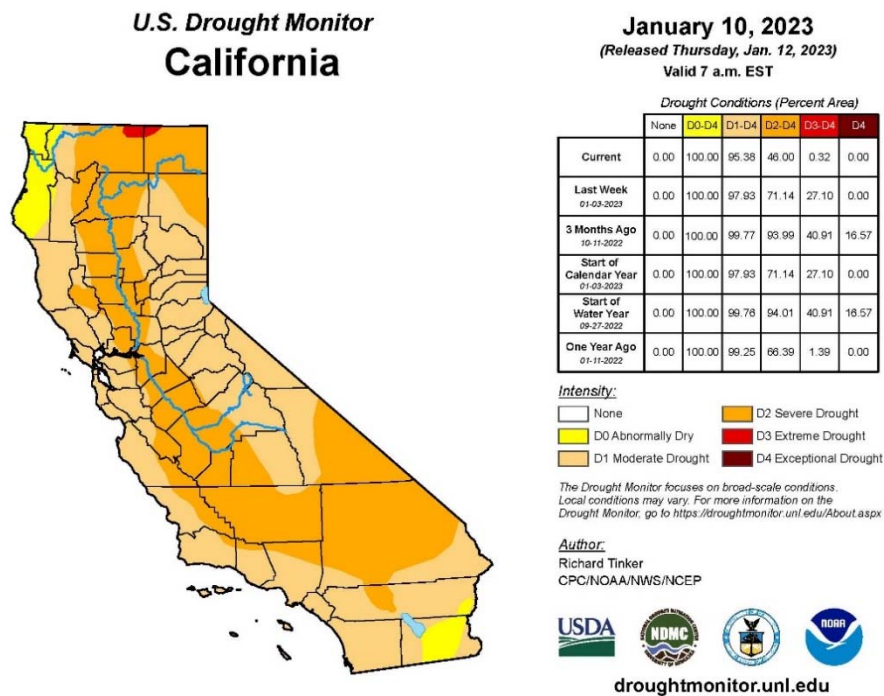 U.S. Drought Monitor
California
January 10, 2023
(Released Thursday, Jan. 12, 2023)
Valid 7 a.m. EST
Drought Conditions (Percent Area)
None D0-D4 D1-D4 D2-D4 D3-D4 D4
Current 0.00 100.00 95.38 46.00 0.32 0.00
Last Week
01-03-2023 0.00 100.00 97.93 71.14 27.10 0.00
3 Months Ago
10-11-2022 0.00 100.00 99.77 93.99 40.91 16.57
Start of
Calendar Year
01-03-2023 0.00 100.00 97.93 71.14 27.10 0.00
Start of
Water Year
09-27-2022 0.00 100.00 99.76 94.01 40.91 16.57
One Year Ago
01-11-2022 0.00 100.00 99.25 66.39 1.39 0.00
Intensity:
None
D0 Abnormally Dry
D1 Moderate Drought
D2 Severe Drought
D3 Extreme Drought
D4 Exceptional Drought
The Drought Monitor focuses on broad-scale conditions.
Local conditions may vary. For more information on the
Drought Monitor, go to https://droughtmonitor.unl.edu/About.aspx
Author:
Richard Tinker
CPC/NOAA/NWS/NCEP
USDA
NDMC
NOAA
droughtmonitor.unl.edu